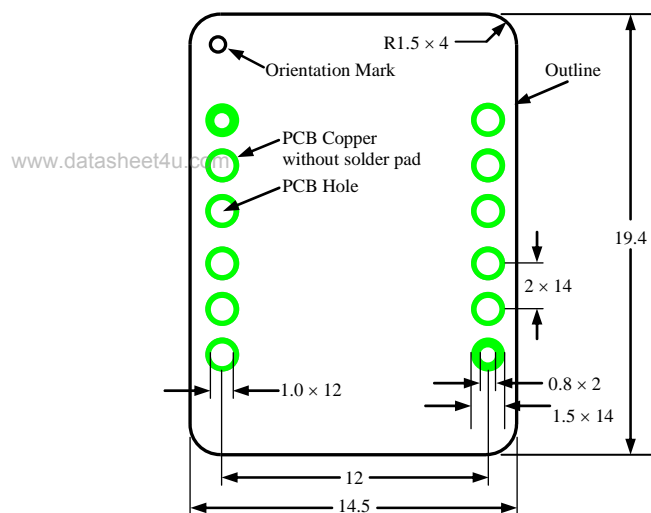 R1.5 × 4
Orientation Mark
Outline
PCB Copper
without solder pad
www.datasheet4u.com
PCB Hole
19.4
2 × 14
1.0 × 12
0.8 × 2
1.5 × 14
12
14.5